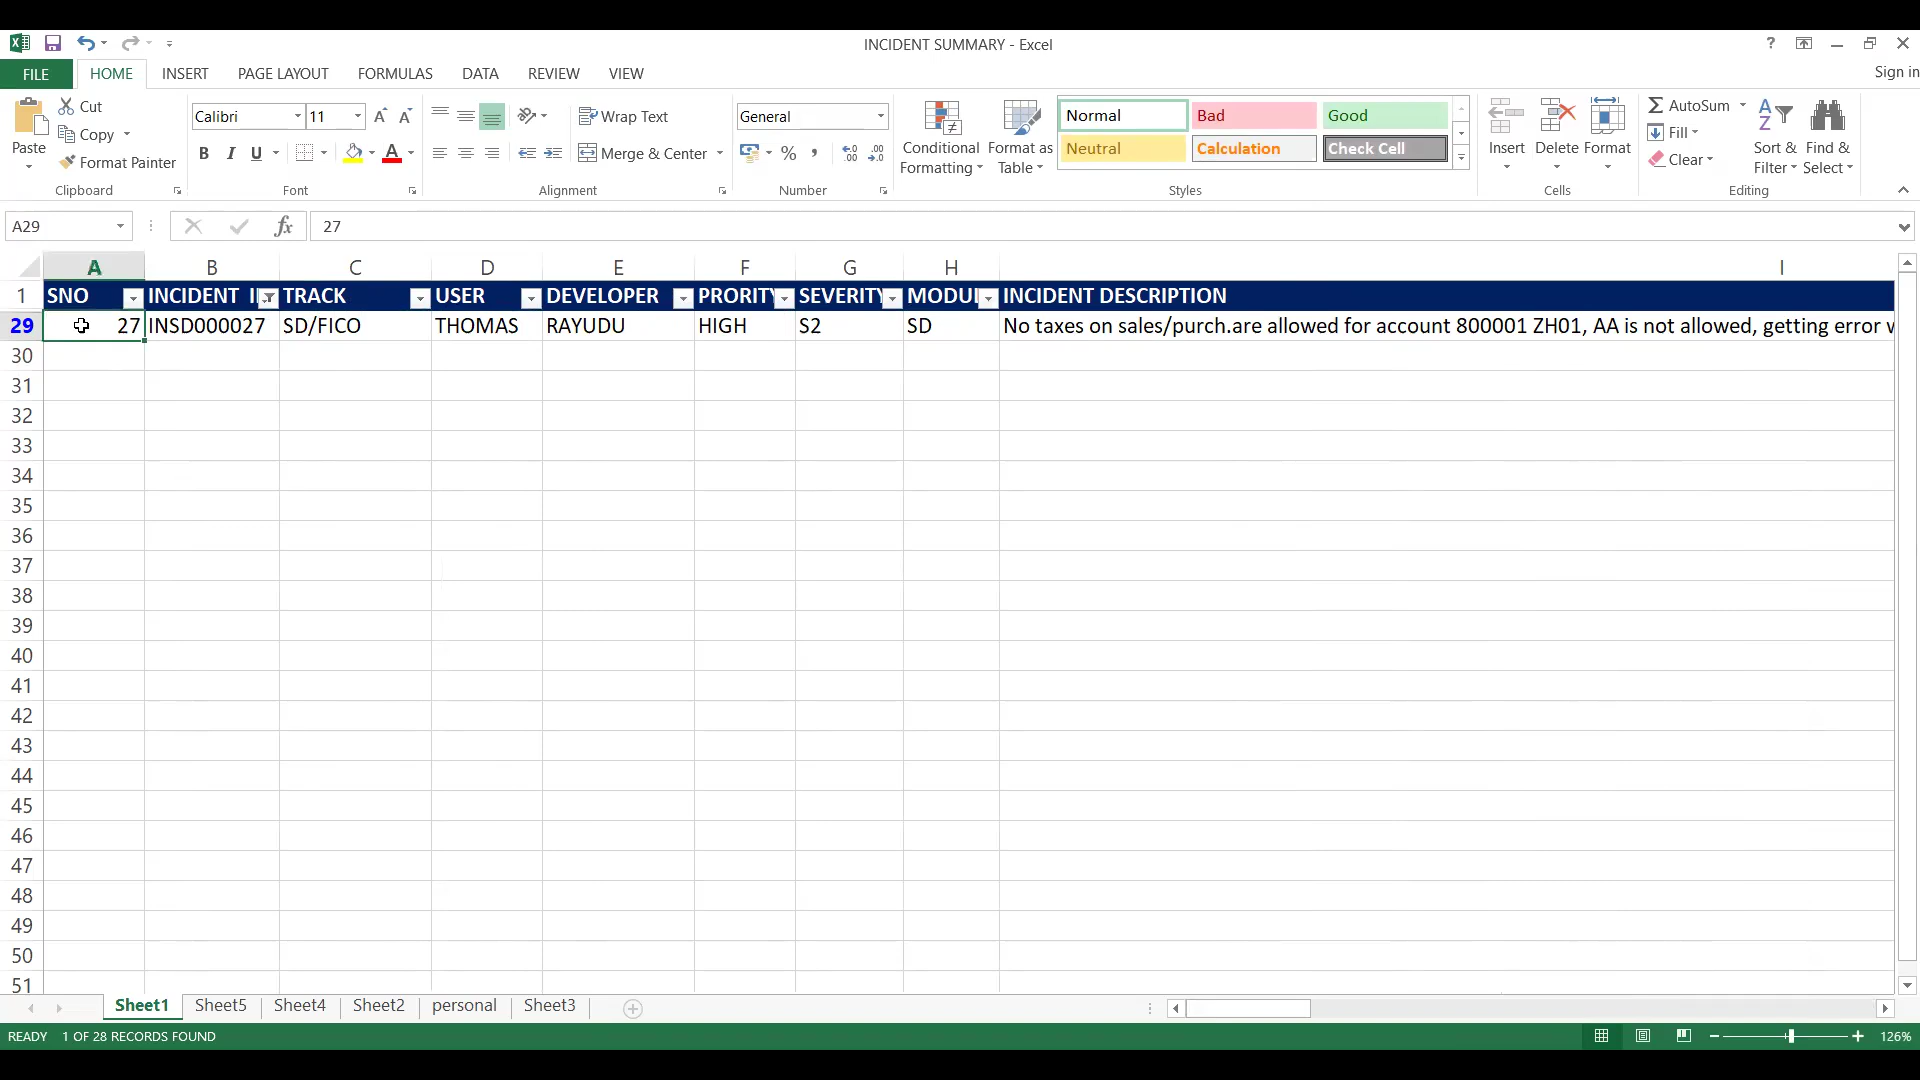 INCIDENT SUMMARY - Excel
Sign in
FILE HOME INSERT PAGE LAYOUT FORMULAS DATA REVIEW VIEW
Paste
Cut
Copy
Format Painter
Clipboard
Calibri 11
B I U
Font
Wrap Text
Merge & Center
Alignment
General
Number
Conditional Formatting
Format as Table
Normal Bad Good
Neutral Calculation Check Cell
Styles
Insert Delete Format
Cells
AutoSum
Fill
Clear
Sort & Filter
Find & Select
Editing
A29 fx 27
A B C D E F G H I
1 SNO INCIDENT TRACK USER DEVELOPER PRORITY SEVERITY MODU INCIDENT DESCRIPTION
29 27 INSD000027 SD/FICO THOMAS RAYUDU HIGH S2 SD No taxes on sales/purch.are allowed for account 800001 ZH01, AA is not allowed, getting error
30
31
32
33
34
35
36
37
38
39
40
41
42
43
44
45
46
47
48
49
50
51
Sheet1 Sheet5 Sheet4 Sheet2 personal Sheet3
READY 1 OF 28 RECORDS FOUND 126%